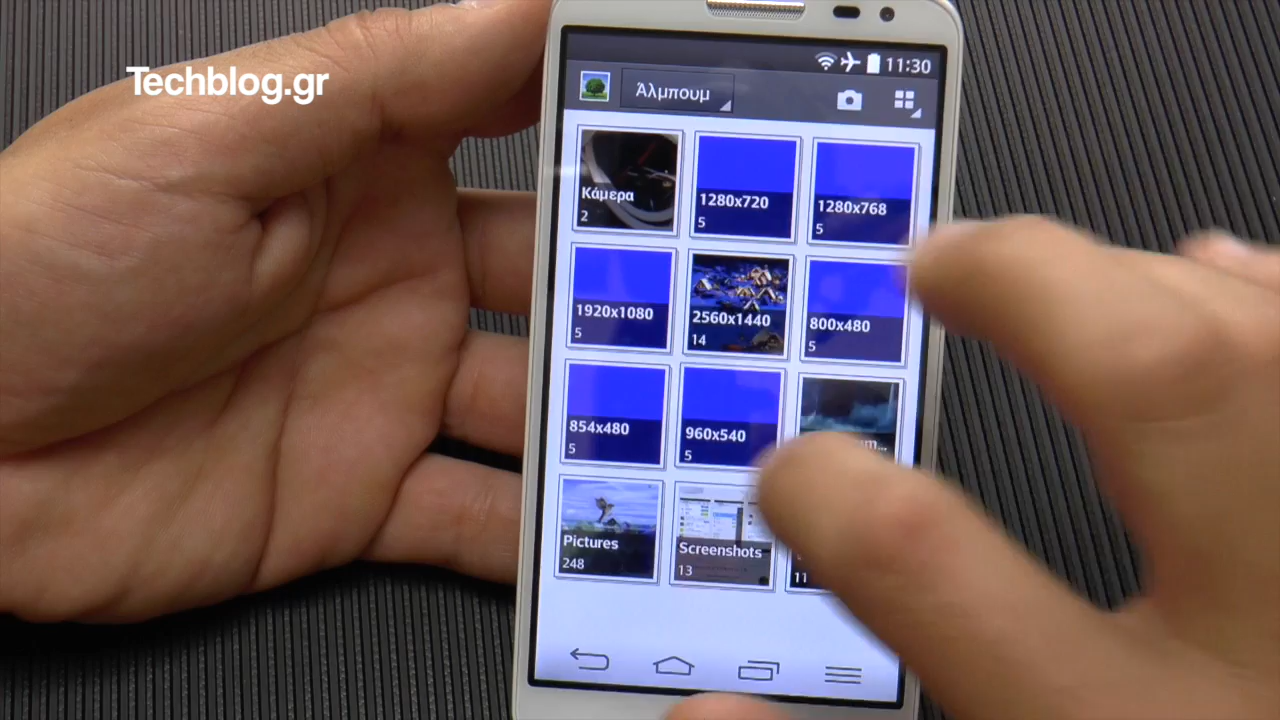 Techblog.gr
11:30
Άλμπουμ
Κάμερα
2
1280x720
5
1280x768
5
1920x1080
5
2560x1440
14
800x480
5
854x480
5
960x540
5
Pictures
248
Screenshots
13
11